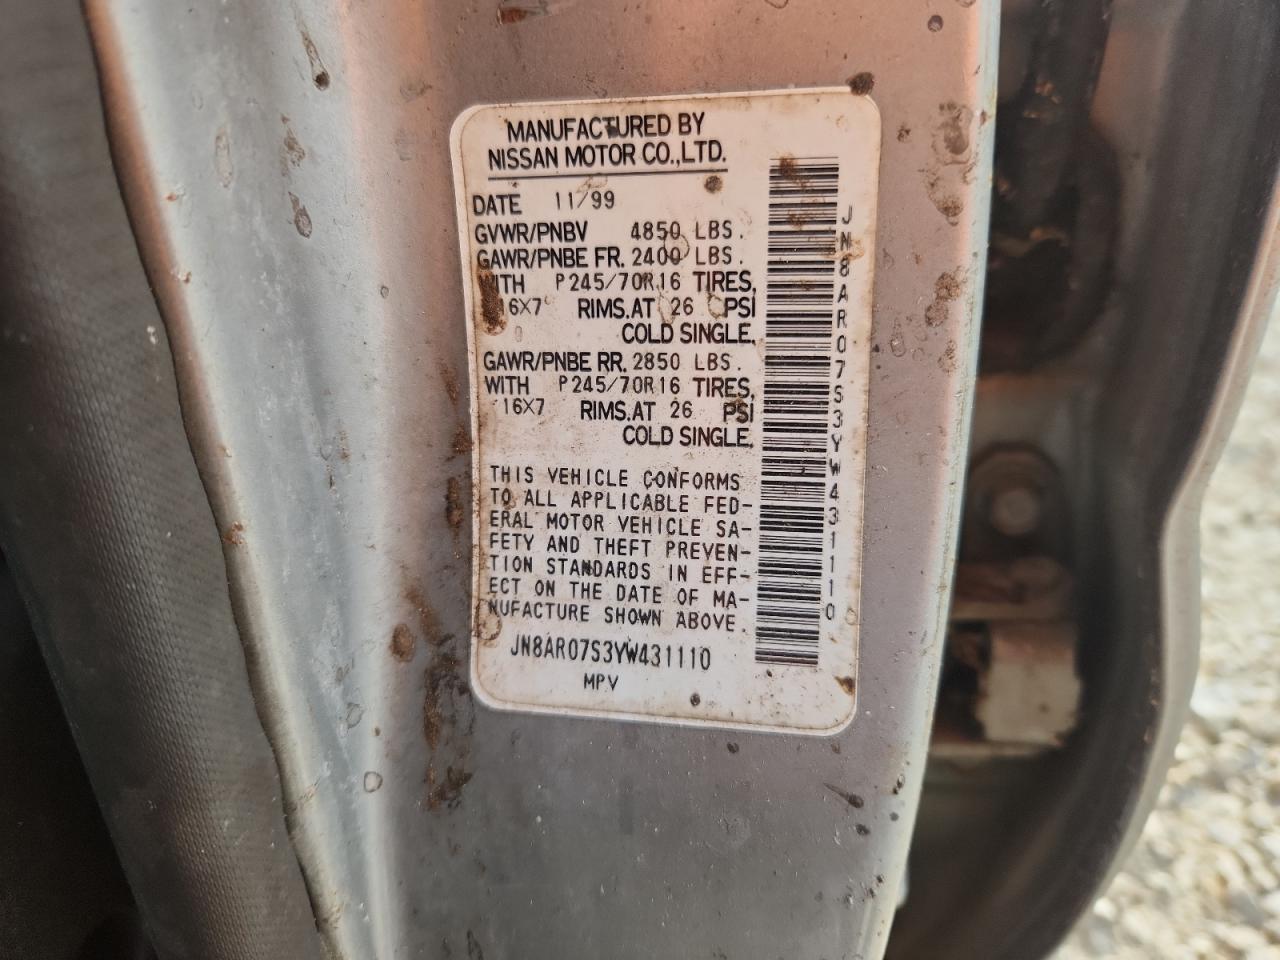 MANUFACTURED BY
NISSAN MOTOR CO.,LTD.
DATE 11/99
GVWR/PNBV 4850 LBS.
GAWR/PNBE FR. 2400 LBS.
WITH P245/70R16 TIRES,
16X7 RIMS.AT 26 PSI
COLD SINGLE.
GAWR/PNBE RR. 2850 LBS.
WITH P245/70R16 TIRES,
16X7 RIMS.AT 26 PSI
COLD SINGLE.
THIS VEHICLE CONFORMS
TO ALL APPLICABLE FED-
ERAL MOTOR VEHICLE SA-
FETY AND THEFT PREVEN-
TION STANDARDS IN EFF-
ECT ON THE DATE OF MA-
NUFACTURE SHOWN ABOVE.
JN8AR07S3YW431110
MPV
JN8AR07S3YW431110